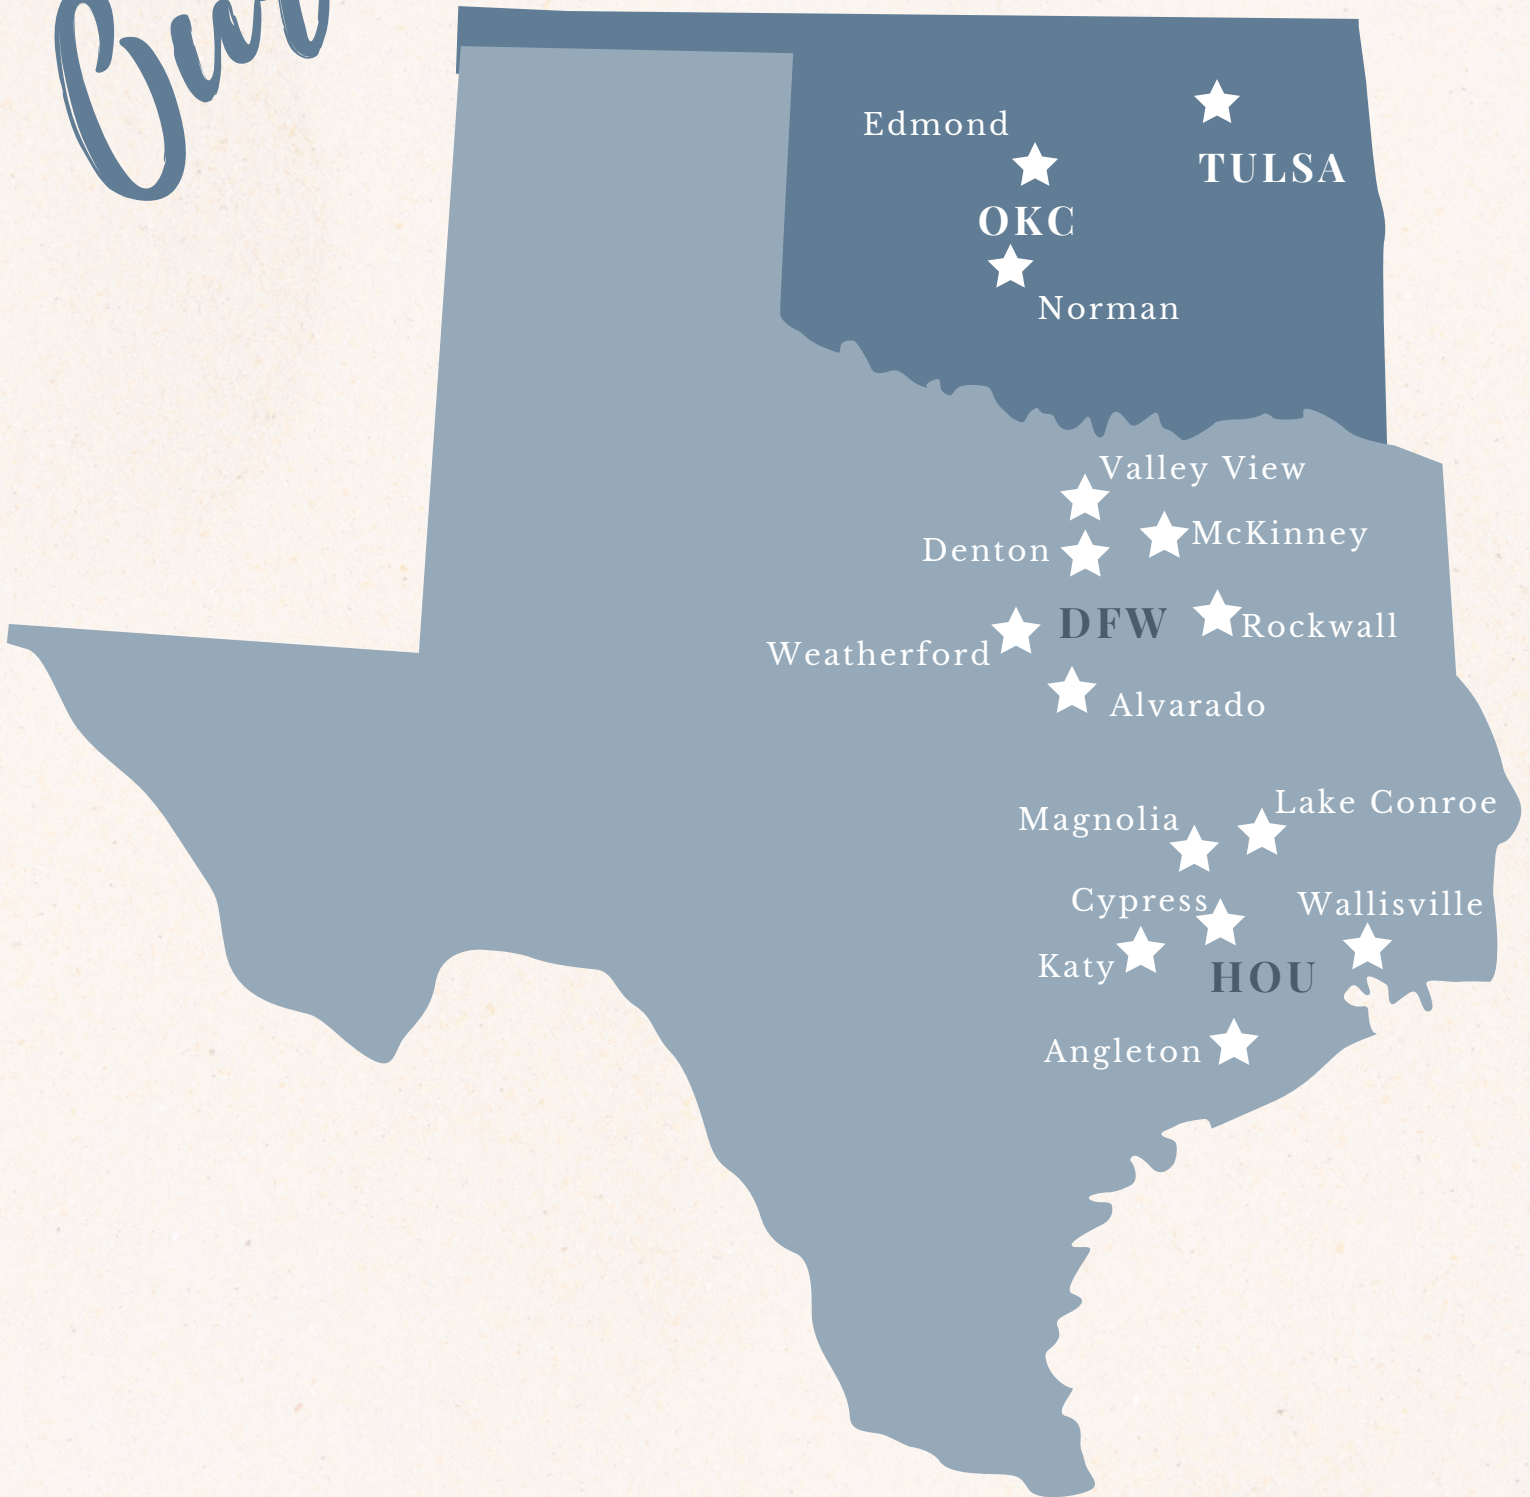 Edmond
TULSA
OKC
Norman
Valley View
McKinney
Denton
DFW
Rockwall
Weatherford
Alvarado
Lake Conroe
Magnolia
Cypress
Wallisville
Katy
HOU
Angleton